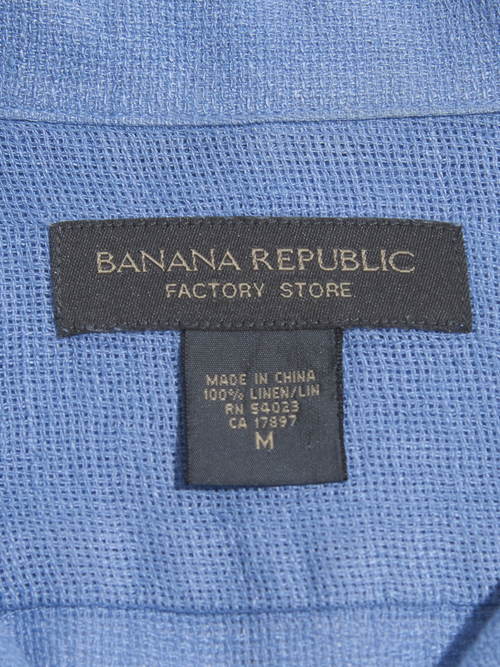 BANANA REPUBLIC
FACTORY STORE
MADE IN CHINA
100% LINEN/LIN
RN 54023
CA 17897
M